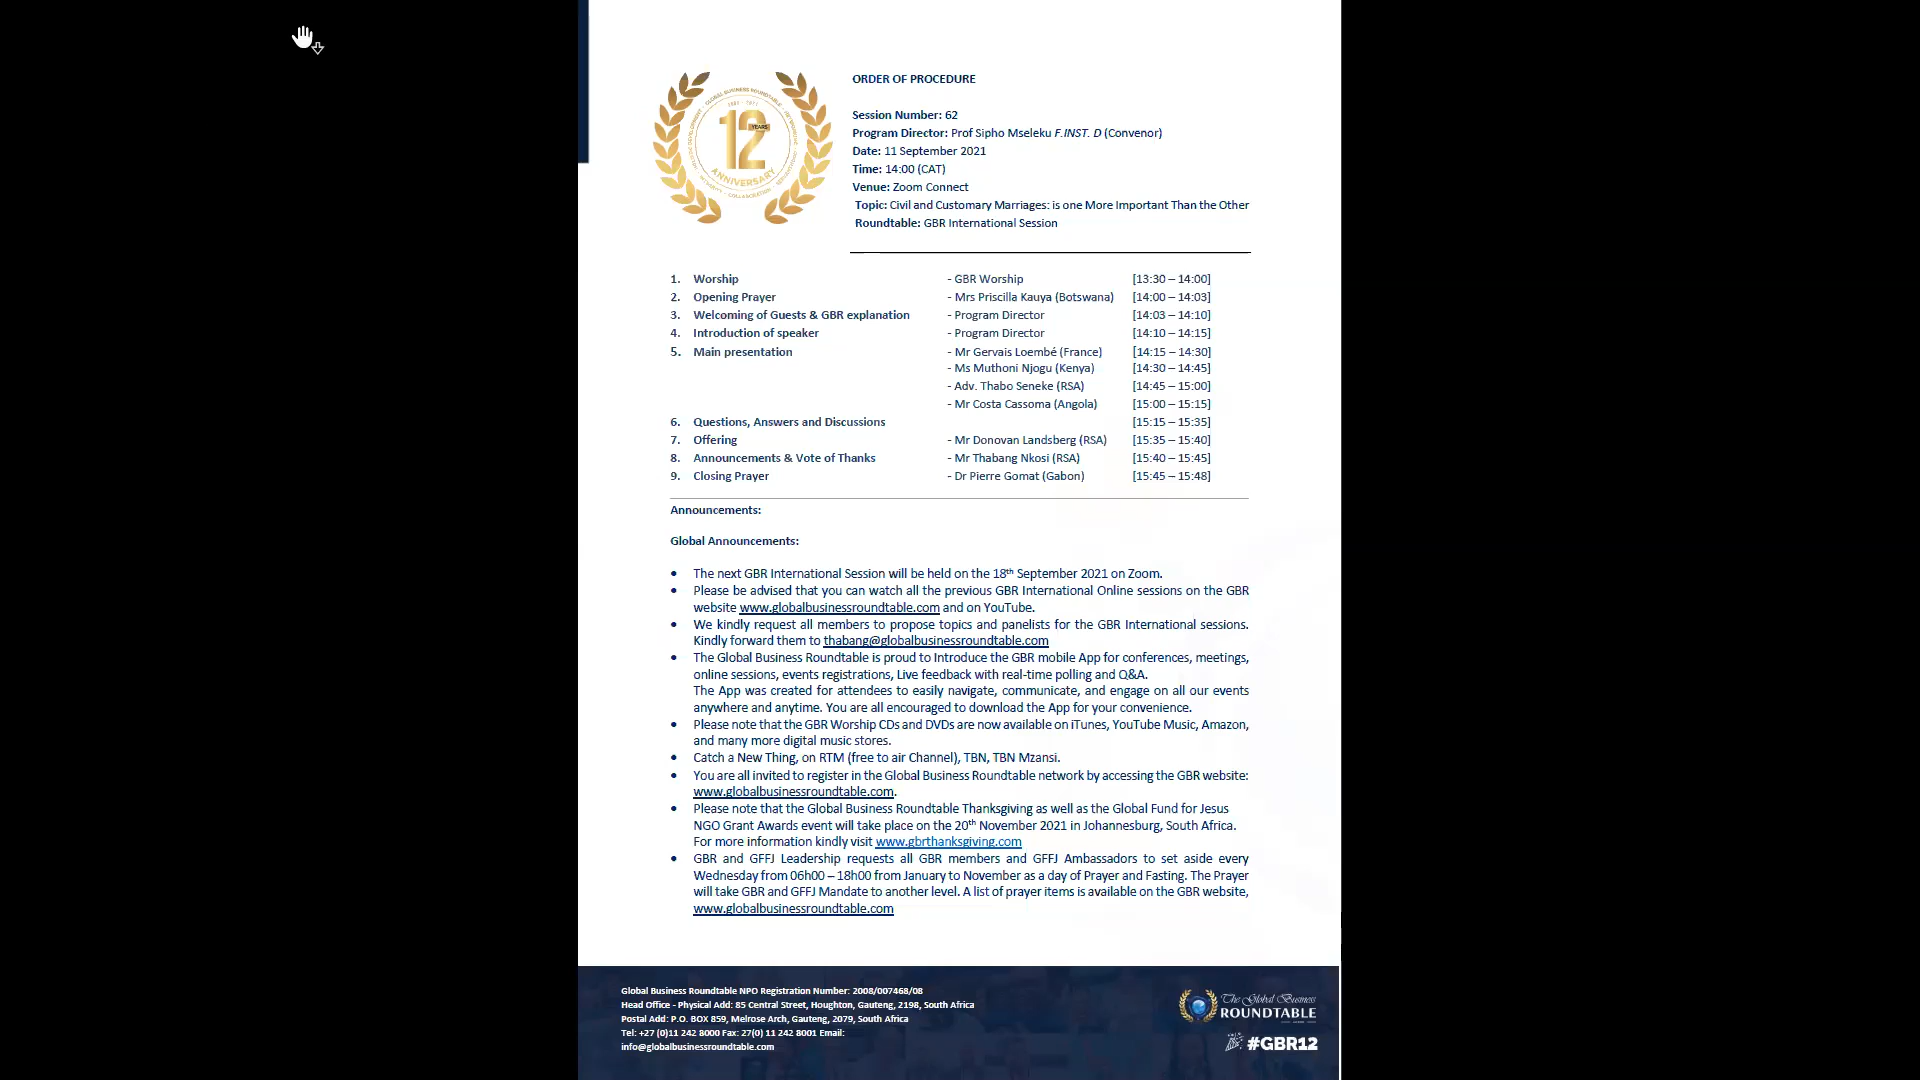 ORDER OF PROCEDURE
Session Number: 62
Program Director: Prof Sipho Mseleku F.INST. D (Convenor)
Date: 11 September 2021
Time: 14:00 (CAT)
Venue: Zoom Connect
Topic: Civil and Customary Marriages: is one More Important Than the Other
Roundtable: GBR International Session
GLOBAL BUSINESS ROUNDTABLE
12
YEARS
ANNIVERSARY
1. Worship - GBR Worship [13:30 – 14:00]
2. Opening Prayer - Mrs Priscilla Kauya (Botswana) [14:00 – 14:03]
3. Welcoming of Guests & GBR explanation - Program Director [14:03 – 14:10]
4. Introduction of speaker - Program Director [14:10 – 14:15]
5. Main presentation - Mr Gervais Loembé (France) [14:15 – 14:30]
- Ms Muthoni Njogu (Kenya) [14:30 – 14:45]
- Adv. Thabo Seneke (RSA) [14:45 – 15:00]
- Mr Costa Cassoma (Angola) [15:00 – 15:15]
6. Questions, Answers and Discussions [15:15 – 15:35]
7. Offering - Mr Donovan Landsberg (RSA) [15:35 – 15:40]
8. Announcements & Vote of Thanks - Mr Thabang Nkosi (RSA) [15:40 – 15:45]
9. Closing Prayer - Dr Pierre Gomat (Gabon) [15:45 – 15:48]
Announcements:
Global Announcements:
• The next GBR International Session will be held on the 18th September 2021 on Zoom.
• Please be advised that you can watch all the previous GBR International Online sessions on the GBR
website www.globalbusinessroundtable.com and on YouTube.
• We kindly request all members to propose topics and panelists for the GBR International sessions.
Kindly forward them to thabang@globalbusinessroundtable.com
• The Global Business Roundtable is proud to Introduce the GBR mobile App for conferences, meetings,
online sessions, events registrations, Live feedback with real-time polling and Q&A.
The App was created for attendees to easily navigate, communicate, and engage on all our events
anywhere and anytime. You are all encouraged to download the App for your convenience.
• Please note that the GBR Worship CDs and DVDs are now available on iTunes, YouTube Music, Amazon,
and many more digital music stores.
• Catch a New Thing, on RTM (free to air Channel), TBN, TBN Mzansi.
• You are all invited to register in the Global Business Roundtable network by accessing the GBR website:
www.globalbusinessroundtable.com.
• Please note that the Global Business Roundtable Thanksgiving as well as the Global Fund for Jesus
NGO Grant Awards event will take place on the 20th November 2021 in Johannesburg, South Africa.
For more information kindly visit www.gbrthanksgiving.com
• GBR and GFFJ Leadership requests all GBR members and GFFJ Ambassadors to set aside every
Wednesday from 06h00 – 18h00 from January to November as a day of Prayer and Fasting. The Prayer
will take GBR and GFFJ Mandate to another level. A list of prayer items is available on the GBR website,
www.globalbusinessroundtable.com
Global Business Roundtable NPO Registration Number: 2008/007468/08
Head Office - Physical Add: 85 Central Street, Houghton, Gauteng, 2198, South Africa
Postal Add: P.O. BOX 859, Melrose Arch, Gauteng, 2079, South Africa
Tel: +27 (0)11 242 8000 Fax: 27(0) 11 242 8001 Email:
info@globalbusinessroundtable.com
The Global Business
ROUNDTABLE
#GBR12